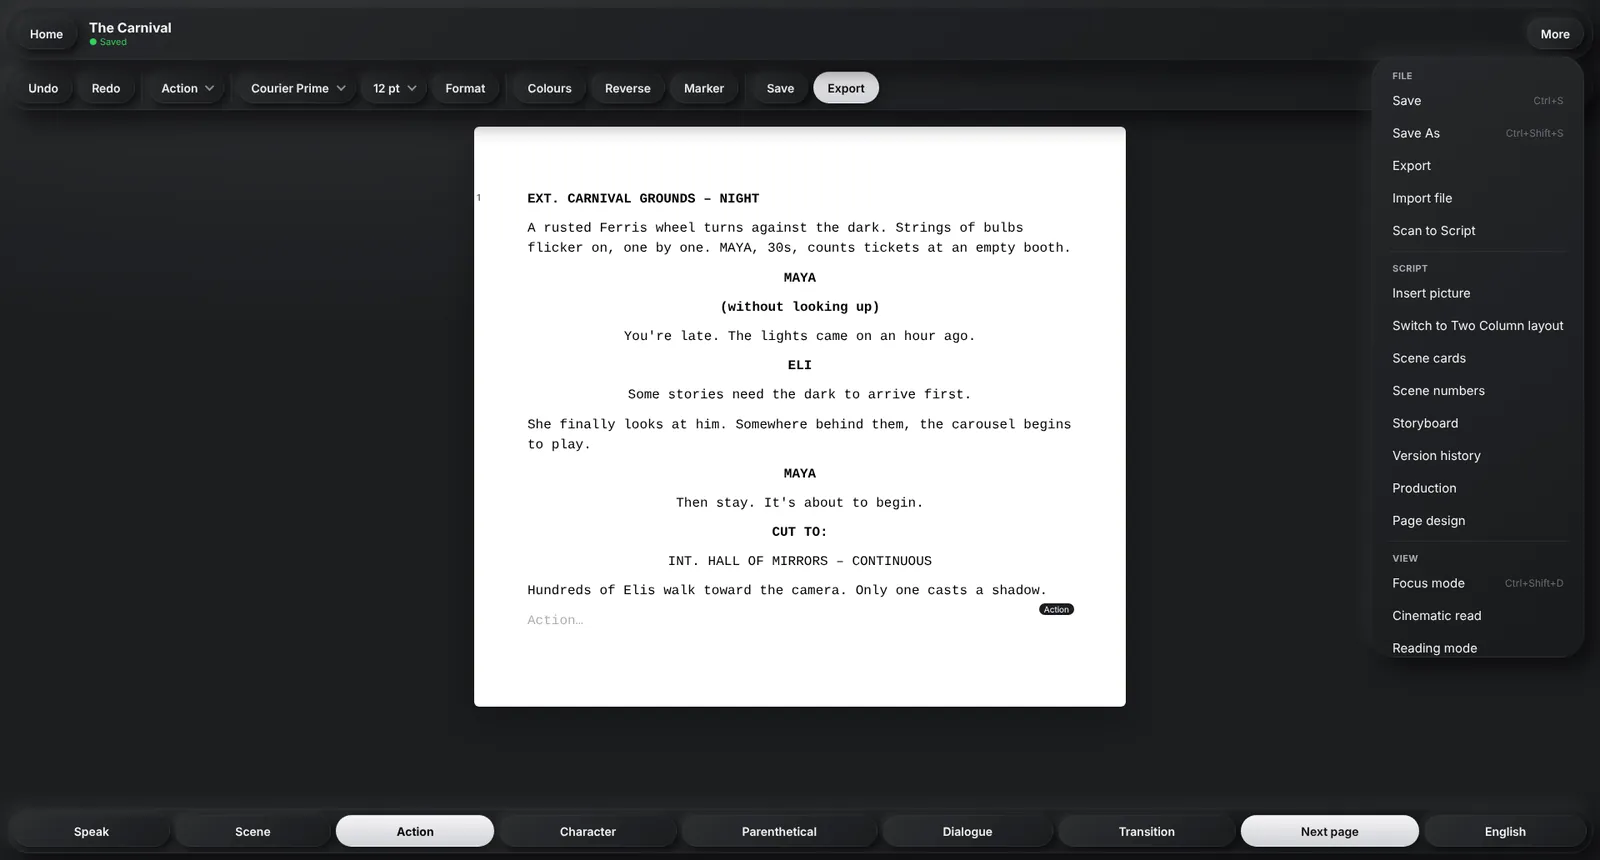 Home
The Carnival
Saved
More
Undo
Redo
Action
Courier Prime
12 pt
Format
Colours
Reverse
Marker
Save
Export
1
EXT. CARNIVAL GROUNDS – NIGHT
A rusted Ferris wheel turns against the dark. Strings of bulbs
flicker on, one by one. MAYA, 30s, counts tickets at an empty booth.
MAYA
(without looking up)
You're late. The lights came on an hour ago.
ELI
Some stories need the dark to arrive first.
She finally looks at him. Somewhere behind them, the carousel begins
to play.
MAYA
Then stay. It's about to begin.
CUT TO:
INT. HALL OF MIRRORS – CONTINUOUS
Hundreds of Elis walk toward the camera. Only one casts a shadow.
Action
Action…
FILE
Save Ctrl+S
Save As Ctrl+Shift+S
Export
Import file
Scan to Script
SCRIPT
Insert picture
Switch to Two Column layout
Scene cards
Scene numbers
Storyboard
Version history
Production
Page design
VIEW
Focus mode Ctrl+Shift+D
Cinematic read
Reading mode
Speak
Scene
Action
Character
Parenthetical
Dialogue
Transition
Next page
English